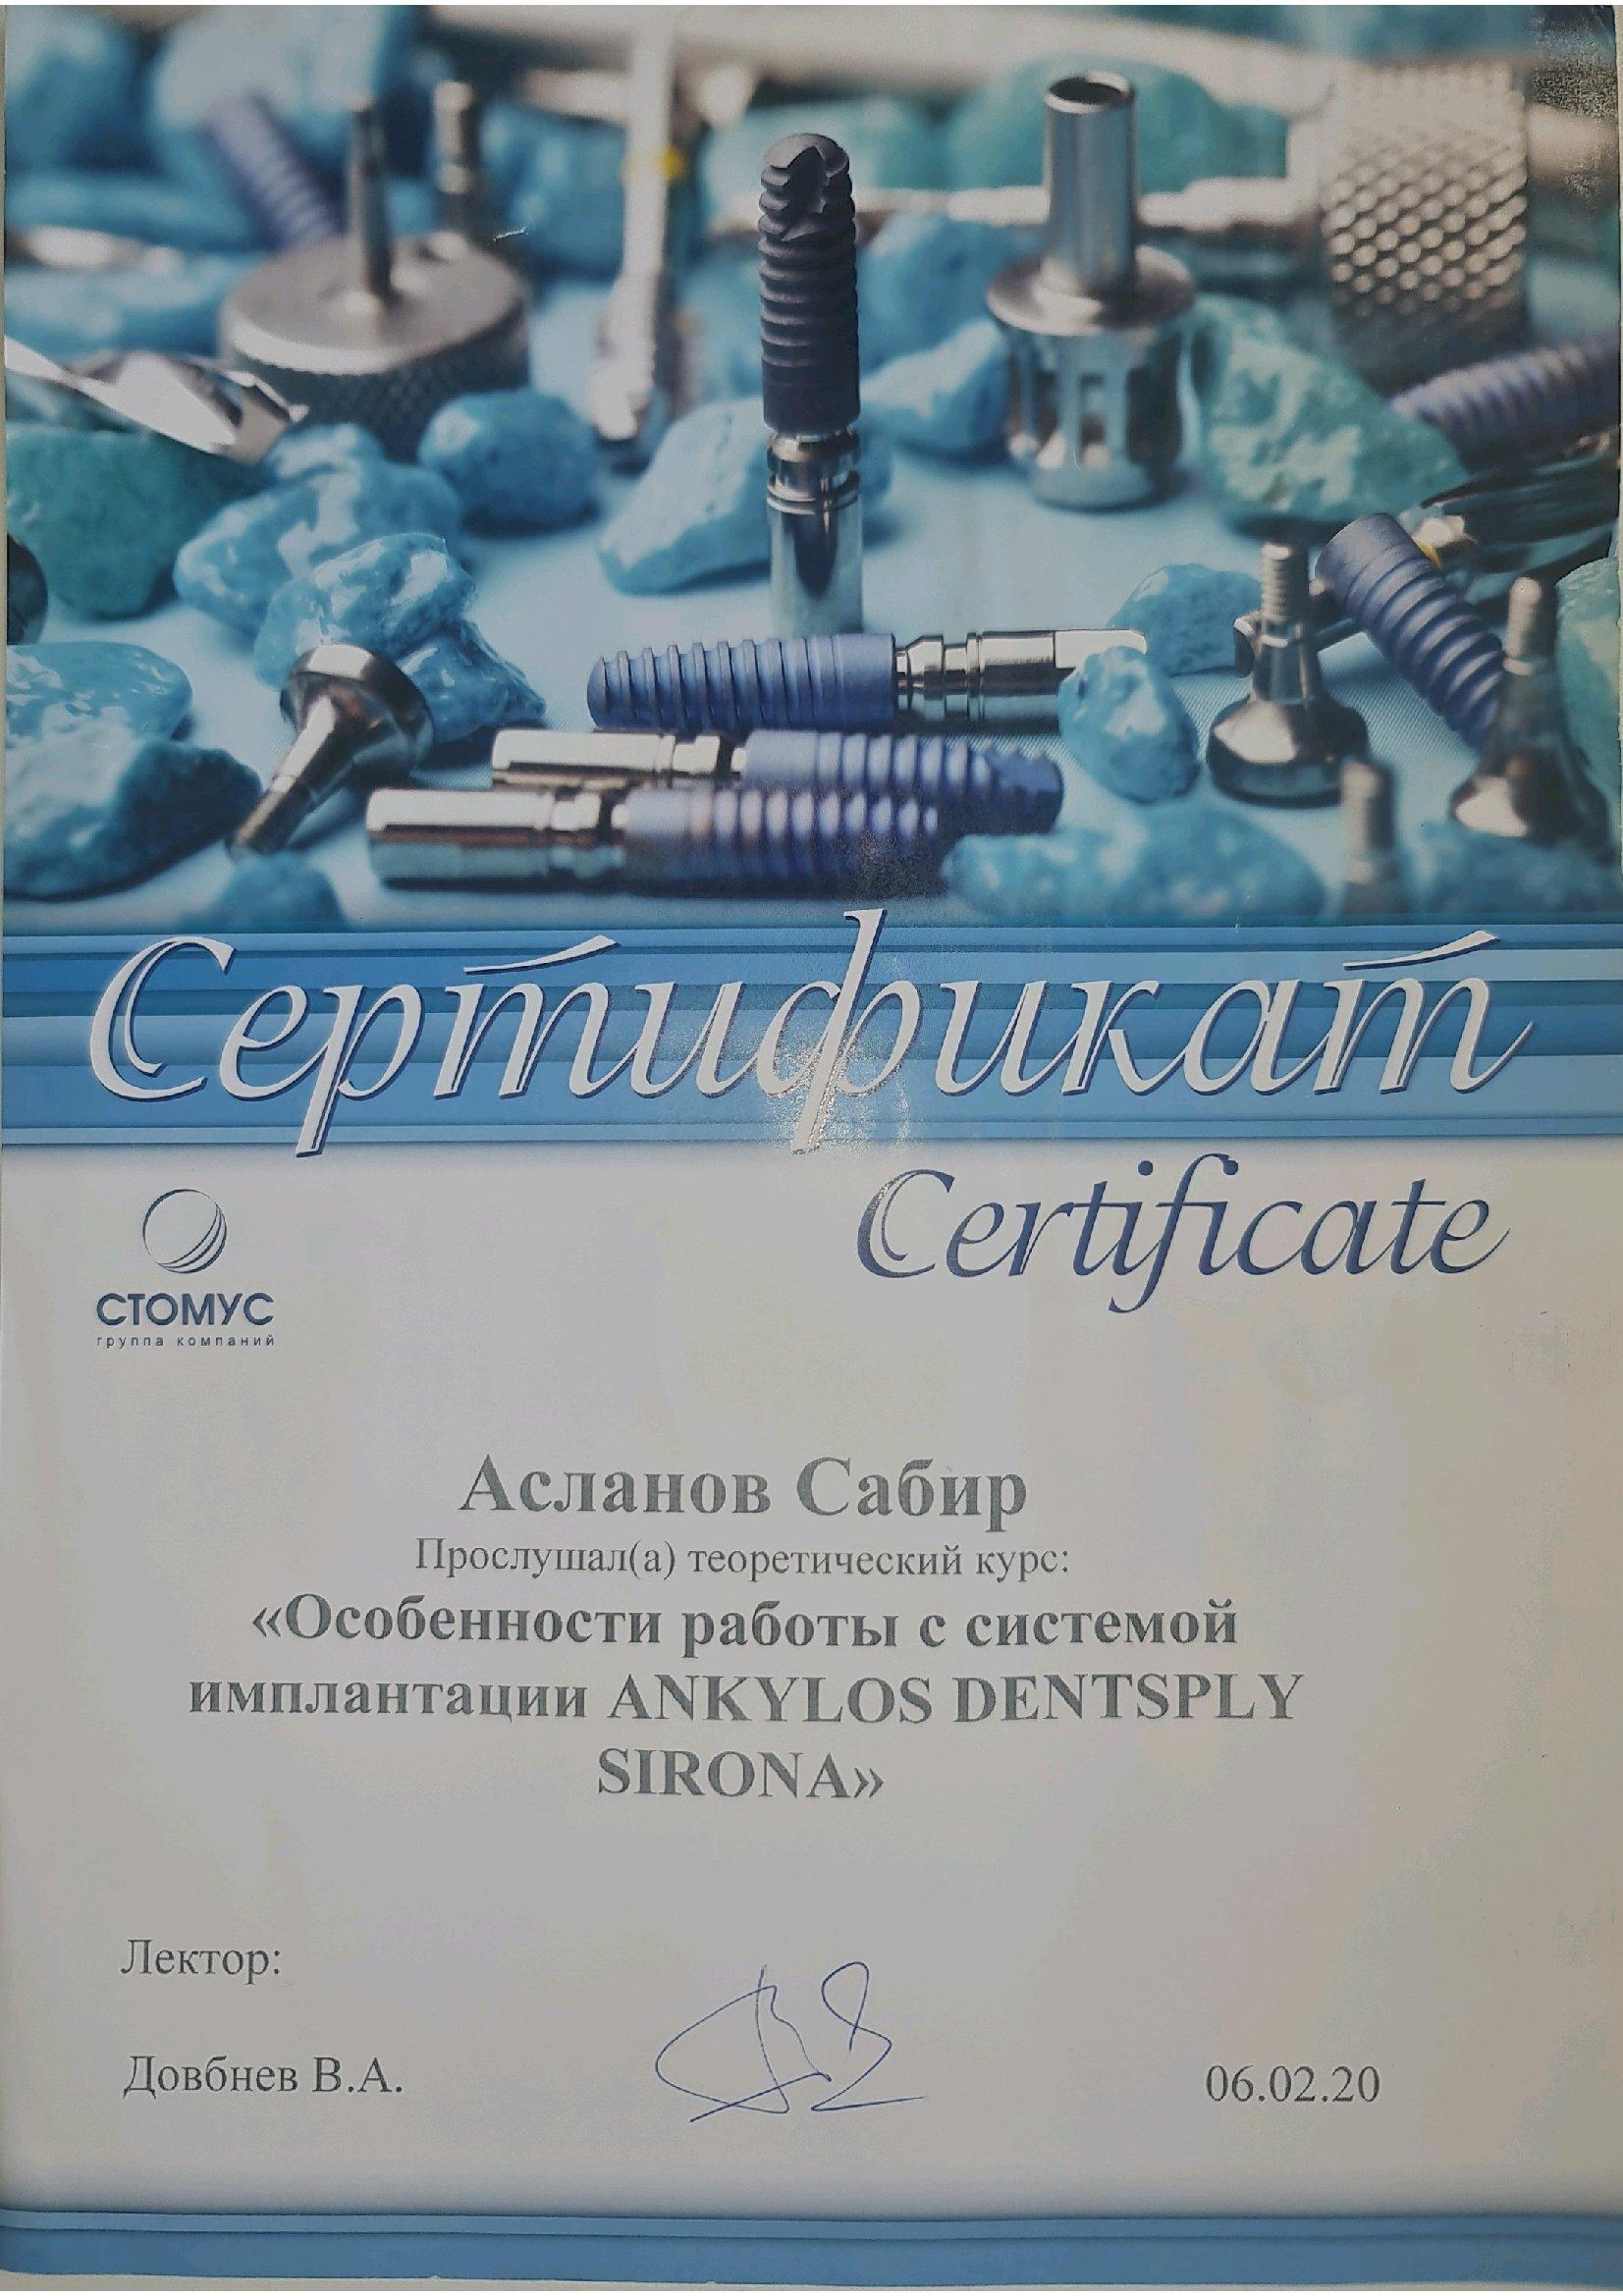 Сертификат
Certificate
СТОМУС
группа компаний
Асланов Сабир
Прослушал(а) теоретический курс:
«Особенности работы с системой
имплантации ANKYLOS DENTSPLY
SIRONA»
Лектор:
Довбнев В.А.
06.02.20